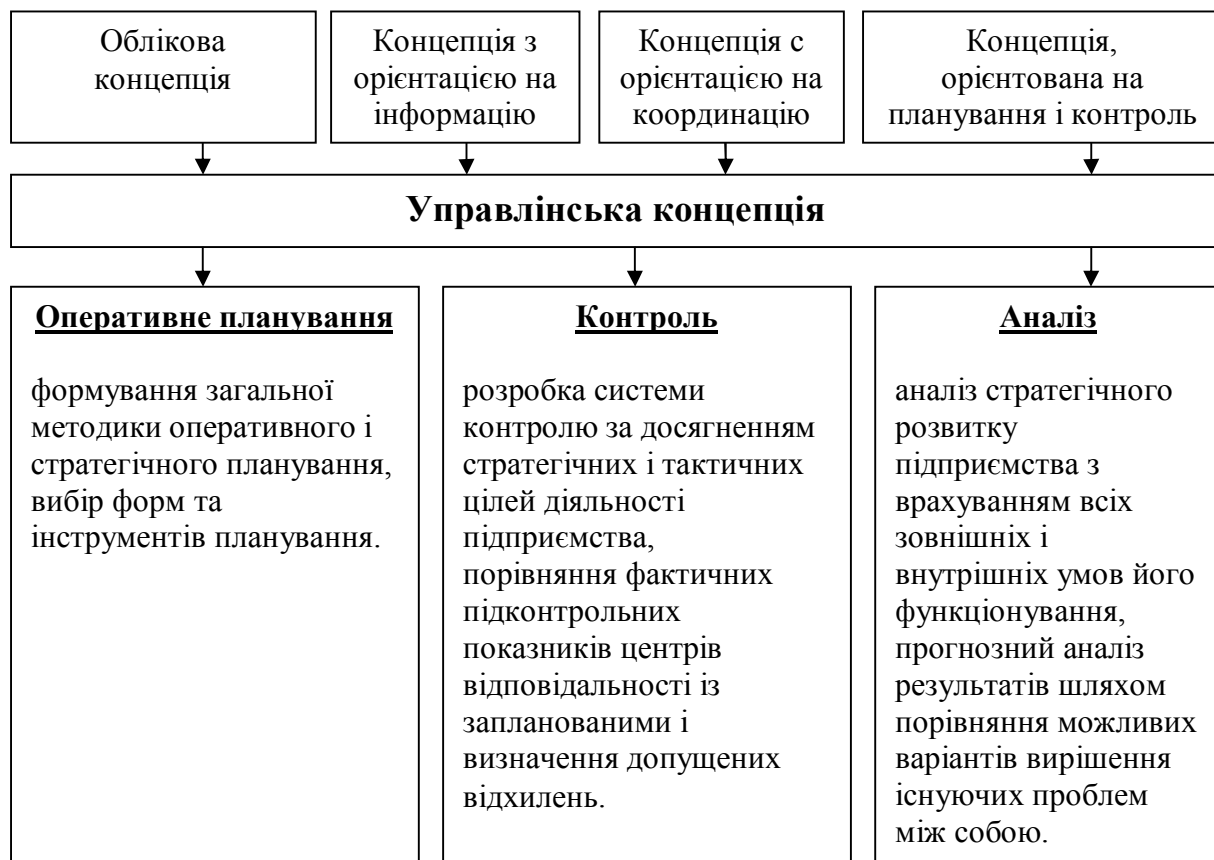 Облікова
концепція
Концепція з
орієнтацією на
інформацію
Концепція с
орієнтацією на
координацію
Концепція,
орієнтована на
планування і контроль
Управлінська концепція
Оперативне планування
формування загальної
методики оперативного і
стратегічного планування,
вибір форм та
інструментів планування.
Контроль
розробка системи
контролю за досягненням
стратегічних і тактичних
цілей діяльності
підприємства,
порівняння фактичних
підконтрольних
показників центрів
відповідальності із
запланованими і
визначення допущених
відхилень.
Аналіз
аналіз стратегічного
розвитку
підприємства з
врахуванням всіх
зовнішніх і
внутрішніх умов його
функціонування,
прогнозний аналіз
результатів шляхом
порівняння можливих
варіантів вирішення
існуючих проблем
між собою.